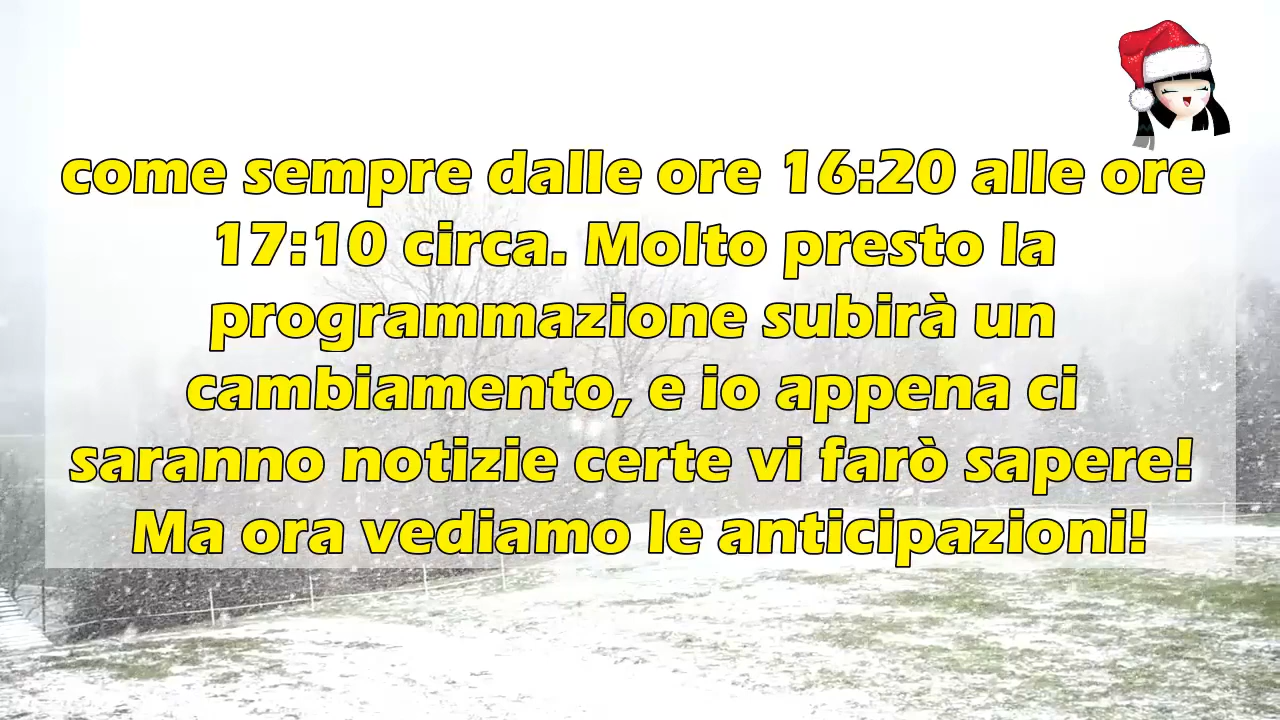 come sempre dalle ore 16:20 alle ore
17:10 circa. Molto presto la
programmazione subirà un
cambiamento, e io appena ci
saranno notizie certe vi farò sapere!
Ma ora vediamo le anticipazioni!